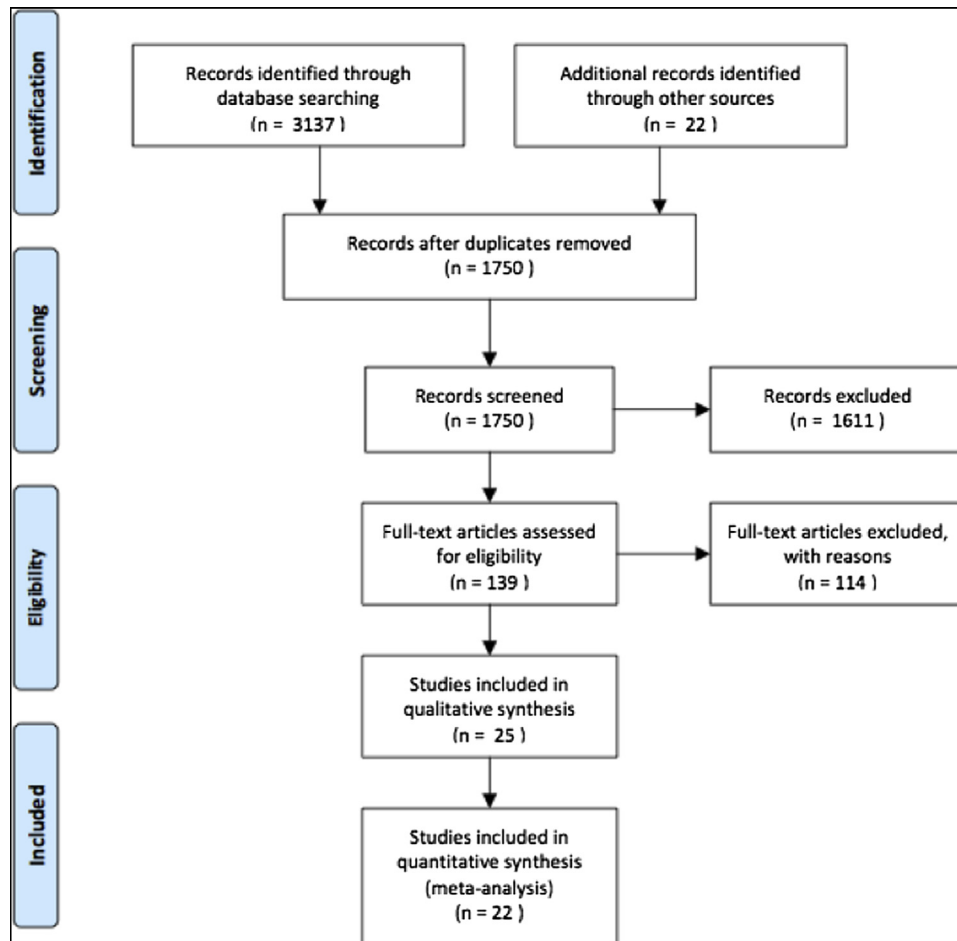 Identification
Records identified through
database searching
(n = 3137 )
Additional records identified
through other sources
(n = 22 )
Records after duplicates removed
(n = 1750 )
Screening
Records screened
(n = 1750 )
Records excluded
(n = 1611 )
Eligibility
Full-text articles assessed
for eligibility
(n = 139 )
Full-text articles excluded,
with reasons
(n = 114 )
Studies included in
qualitative synthesis
(n = 25 )
Included
Studies included in
quantitative synthesis
(meta-analysis)
(n = 22 )